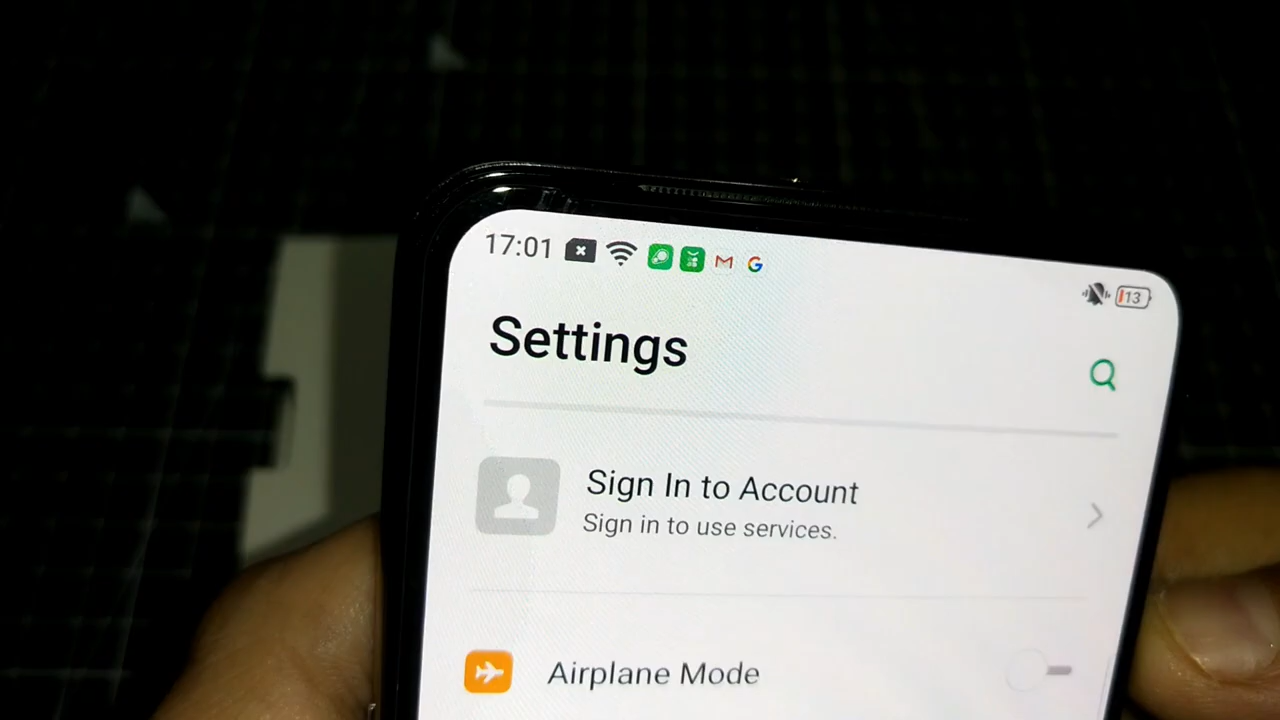 17:01 G 13
Settings
Sign In to Account
Sign in to use services.
Airplane Mode